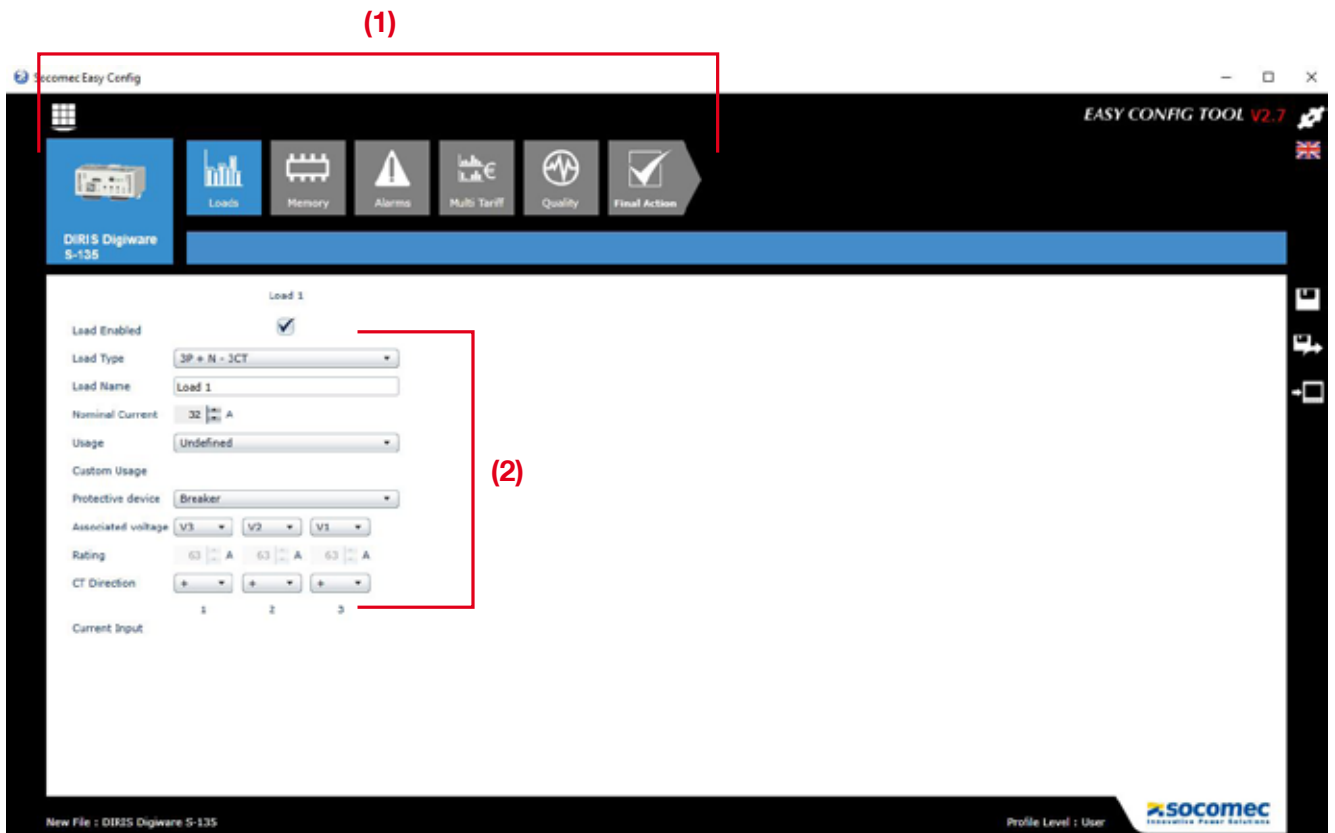 (1)
Socomec Easy Config
EASY CONFIG TOOL V2.7
Loads
Memory
Alarms
Multi Tariff
Quality
Final Action
DIRIS Digiware
S-135
Load 1
Load Enabled
Load Type 3P + N - 3CT
Load Name Load 1
Nominal Current 32 A
Usage Undefined
(2)
Custom Usage
Protective device Breaker
Associated voltage V3 V2 V1
Rating 63 A 63 A 63 A
CT Direction + + +
1 2 3
Current Input
New File : DIRIS Digiware S-135
Profile Level : User
socomec
Innovative Power Solutions